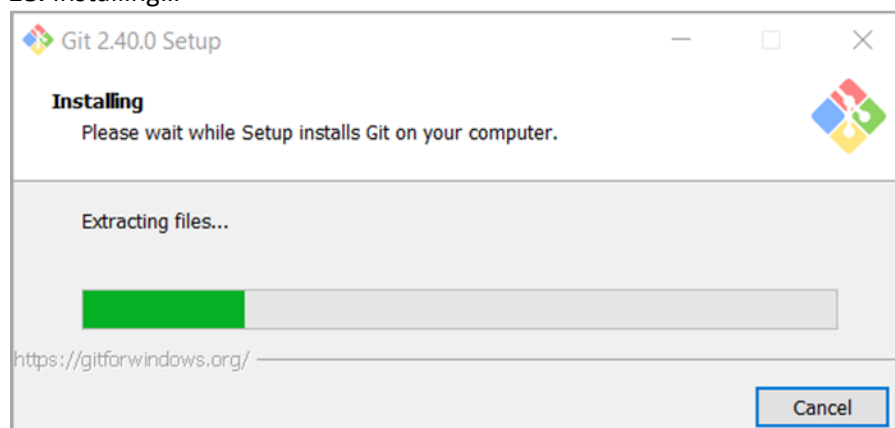 Git 2.40.0 Setup
Installing
Please wait while Setup installs Git on your computer.
Extracting files...
https://gitforwindows.org/
Cancel